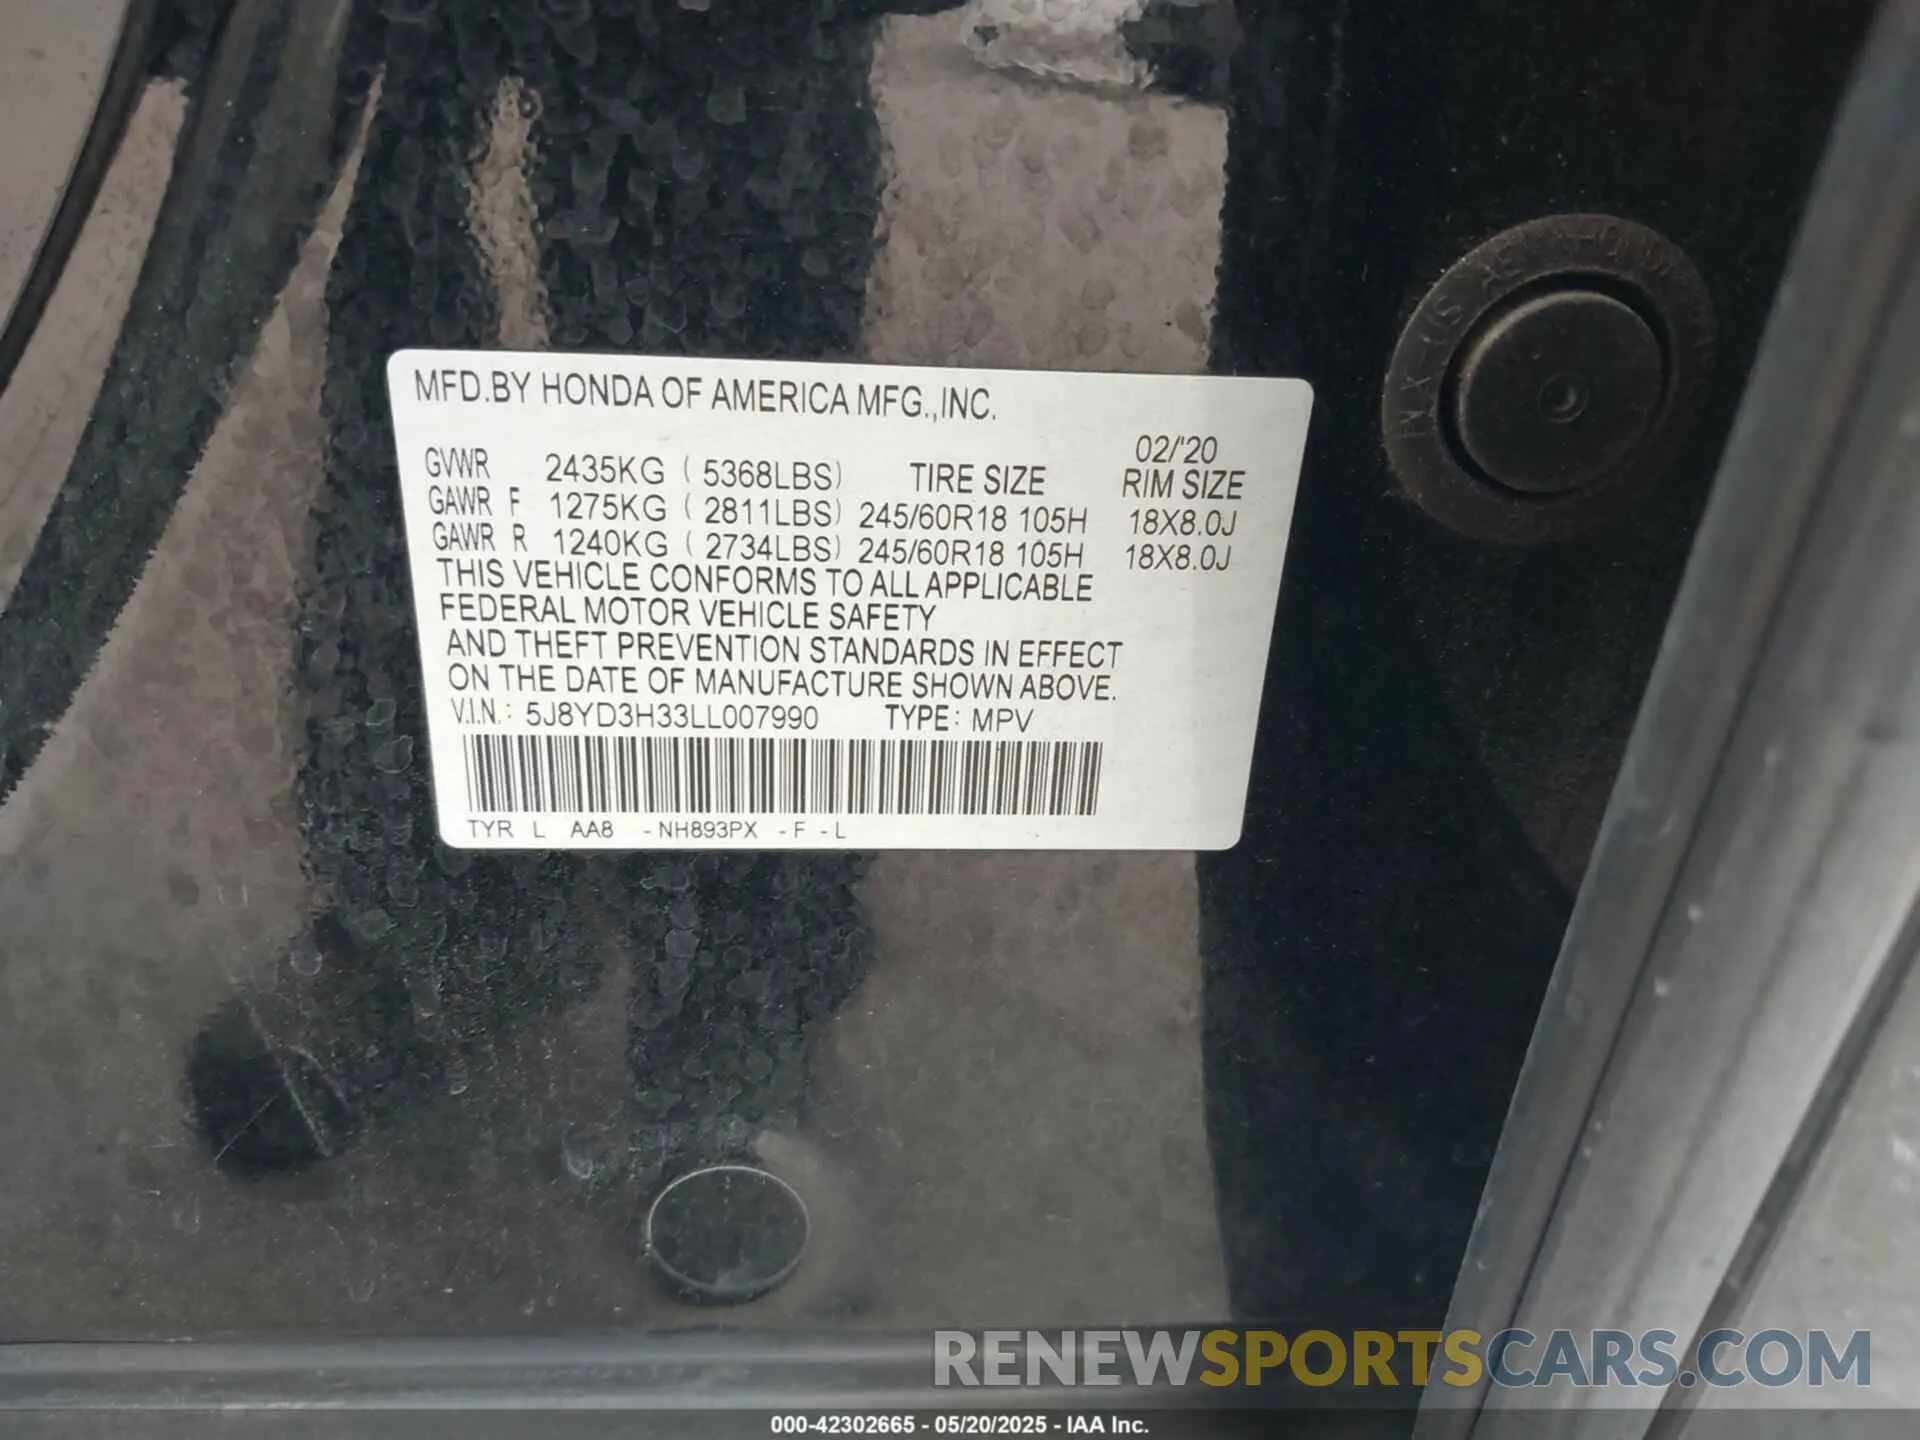 MFD.BY HONDA OF AMERICA MFG.,INC.
02/'20
GVWR 2435KG ( 5368LBS) TIRE SIZE RIM SIZE
GAWR F 1275KG ( 2811LBS) 245/60R18 105H 18X8.0J
GAWR R 1240KG ( 2734LBS) 245/60R18 105H 18X8.0J
THIS VEHICLE CONFORMS TO ALL APPLICABLE
FEDERAL MOTOR VEHICLE SAFETY
AND THEFT PREVENTION STANDARDS IN EFFECT
ON THE DATE OF MANUFACTURE SHOWN ABOVE.
V.I.N.: 5J8YD3H33LL007990 TYPE: MPV
TYR L AA8 -NH893PX -F -L
RENEWSPORTSCARS.COM
000-42302665 - 05/20/2025 - IAA Inc.